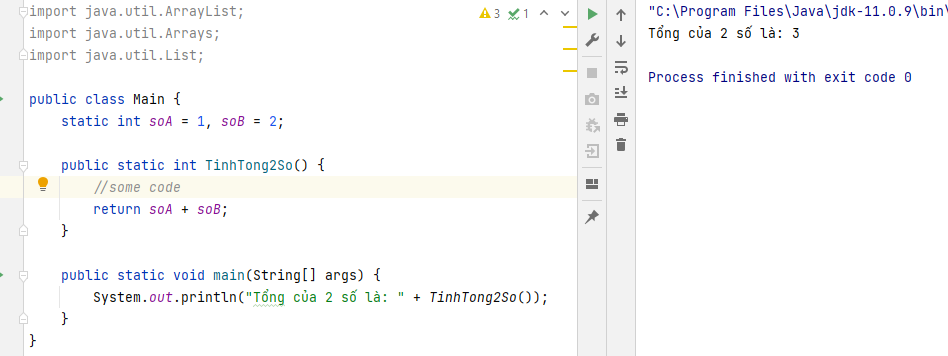 import java.util.ArrayList;
import java.util.Arrays;
import java.util.List;
public class Main {
static int soA = 1, soB = 2;
public static int TinhTong2So() {
//some code
return soA + soB;
}
public static void main(String[] args) {
System.out.println("Tổng của 2 số là: " + TinhTong2So());
}
}
3 1
"C:\Program Files\Java\jdk-11.0.9\bin\
Tổng của 2 số là: 3
Process finished with exit code 0